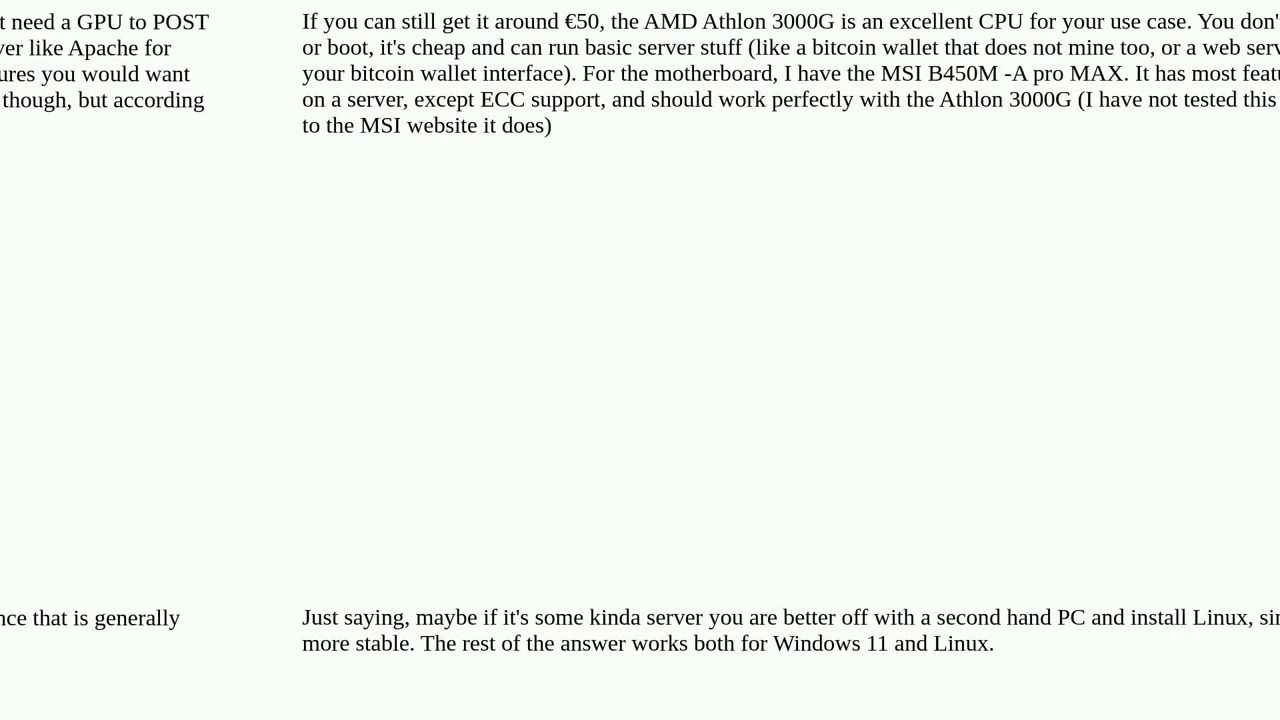 t need a GPU to POST
ver like Apache for
ures you would want
though, but according
If you can still get it around €50, the AMD Athlon 3000G is an excellent CPU for your use case. You don'
or boot, it's cheap and can run basic server stuff (like a bitcoin wallet that does not mine too, or a web serv
your bitcoin wallet interface). For the motherboard, I have the MSI B450M -A pro MAX. It has most featu
on a server, except ECC support, and should work perfectly with the Athlon 3000G (I have not tested this
to the MSI website it does)
nce that is generally
Just saying, maybe if it's some kinda server you are better off with a second hand PC and install Linux, sin
more stable. The rest of the answer works both for Windows 11 and Linux.